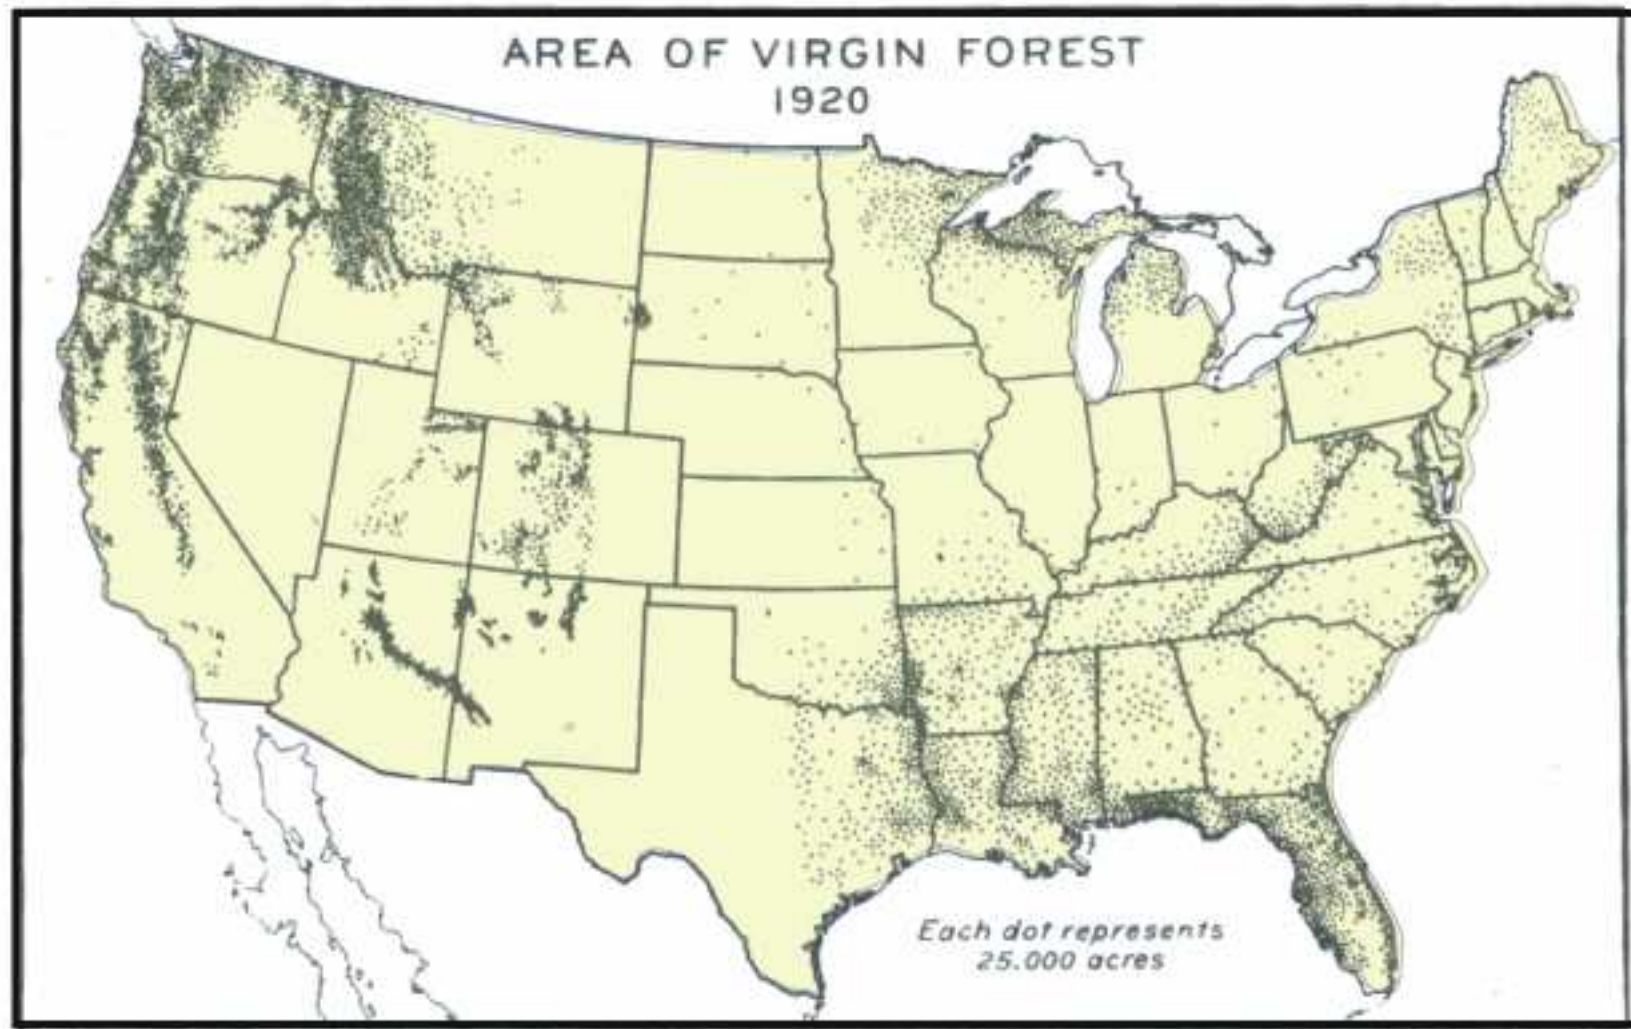 AREA OF VIRGIN FOREST
1920
Each dot represents
25.000 acres